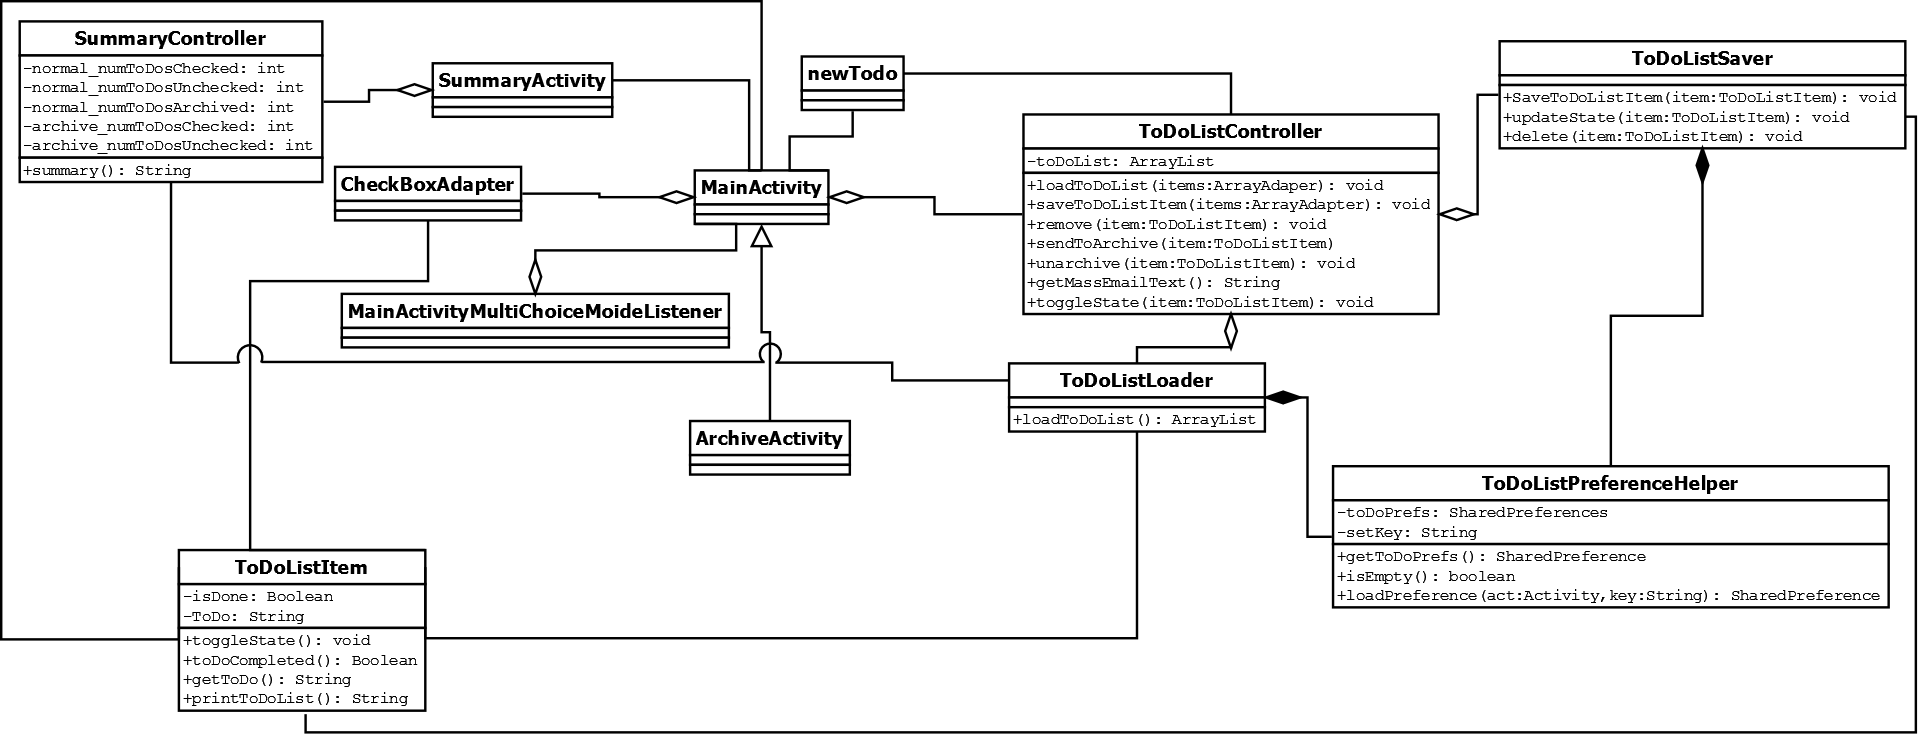 SummaryController
-normal_numToDosChecked: int
-normal_numToDosUnchecked: int
-normal_numToDosArchived: int
-archive_numToDosChecked: int
-archive_numToDosUnchecked: int
+summary(): String
SummaryActivity
newTodo
ToDoListSaver
+SaveToDoListItem(item:ToDoListItem): void
+updateState(item:ToDoListItem): void
+delete(item:ToDoListItem): void
CheckBoxAdapter
MainActivity
ToDoListController
-toDoList: ArrayList
+loadToDoList(items:ArrayAdaper): void
+saveToDoListItem(items:ArrayAdapter): void
+remove(item:ToDoListItem): void
+sendToArchive(item:ToDoListItem)
+unarchive(item:ToDoListItem): void
+getMassEmailText(): String
+toggleState(item:ToDoListItem): void
MainActivityMultiChoiceMoideListener
ToDoListLoader
+loadToDoList(): ArrayList
ArchiveActivity
ToDoListPreferenceHelper
-toDoPrefs: SharedPreferences
-setKey: String
+getToDoPrefs(): SharedPreference
+isEmpty(): boolean
+loadPreference(act:Activity,key:String): SharedPreference
ToDoListItem
-isDone: Boolean
-ToDo: String
+toggleState(): void
+toDoCompleted(): Boolean
+getToDo(): String
+printToDoList(): String